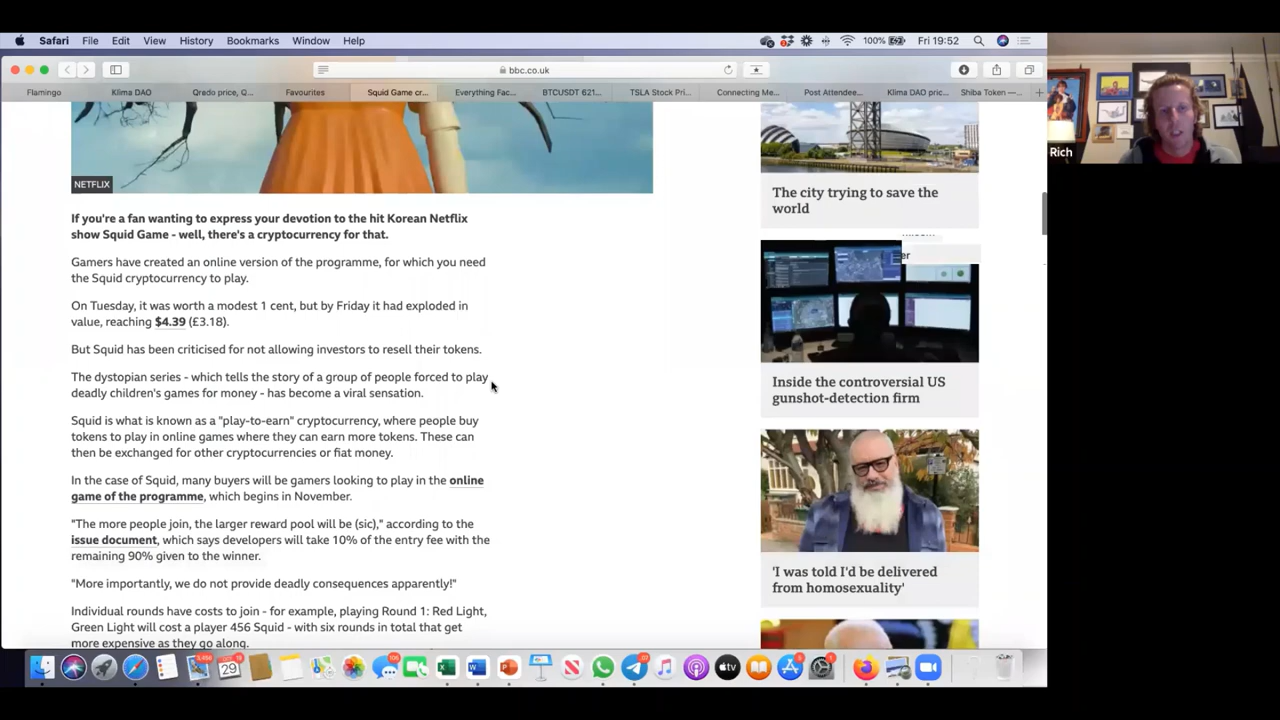 Safari File Edit View History Bookmarks Window Help
100% Fri 19:52
bbc.co.uk
Flamingo
Klima DAO
Qredo price, Q...
Favourites
Squid Game cr...
Everything Fac...
BTCUSDT 621...
TSLA Stock Pri...
Connecting Me...
Post Attendee...
Klima DAO pric...
Shiba Token —...
Rich
NETFLIX
If you're a fan wanting to express your devotion to the hit Korean Netflix
show Squid Game - well, there's a cryptocurrency for that.
Gamers have created an online version of the programme, for which you need
the Squid cryptocurrency to play.
On Tuesday, it was worth a modest 1 cent, but by Friday it had exploded in
value, reaching $4.39 (£3.18).
But Squid has been criticised for not allowing investors to resell their tokens.
The dystopian series - which tells the story of a group of people forced to play
deadly children's games for money - has become a viral sensation.
Squid is what is known as a "play-to-earn" cryptocurrency, where people buy
tokens to play in online games where they can earn more tokens. These can
then be exchanged for other cryptocurrencies or fiat money.
In the case of Squid, many buyers will be gamers looking to play in the online
game of the programme, which begins in November.
"The more people join, the larger reward pool will be (sic)," according to the
issue document, which says developers will take 10% of the entry fee with the
remaining 90% given to the winner.
"More importantly, we do not provide deadly consequences apparently!"
Individual rounds have costs to join - for example, playing Round 1: Red Light,
Green Light will cost a player 456 Squid - with six rounds in total that get
more expensive as they go along.
The city trying to save the
world
er
Inside the controversial US
gunshot-detection firm
'I was told I'd be delivered
from homosexuality'
29
tv